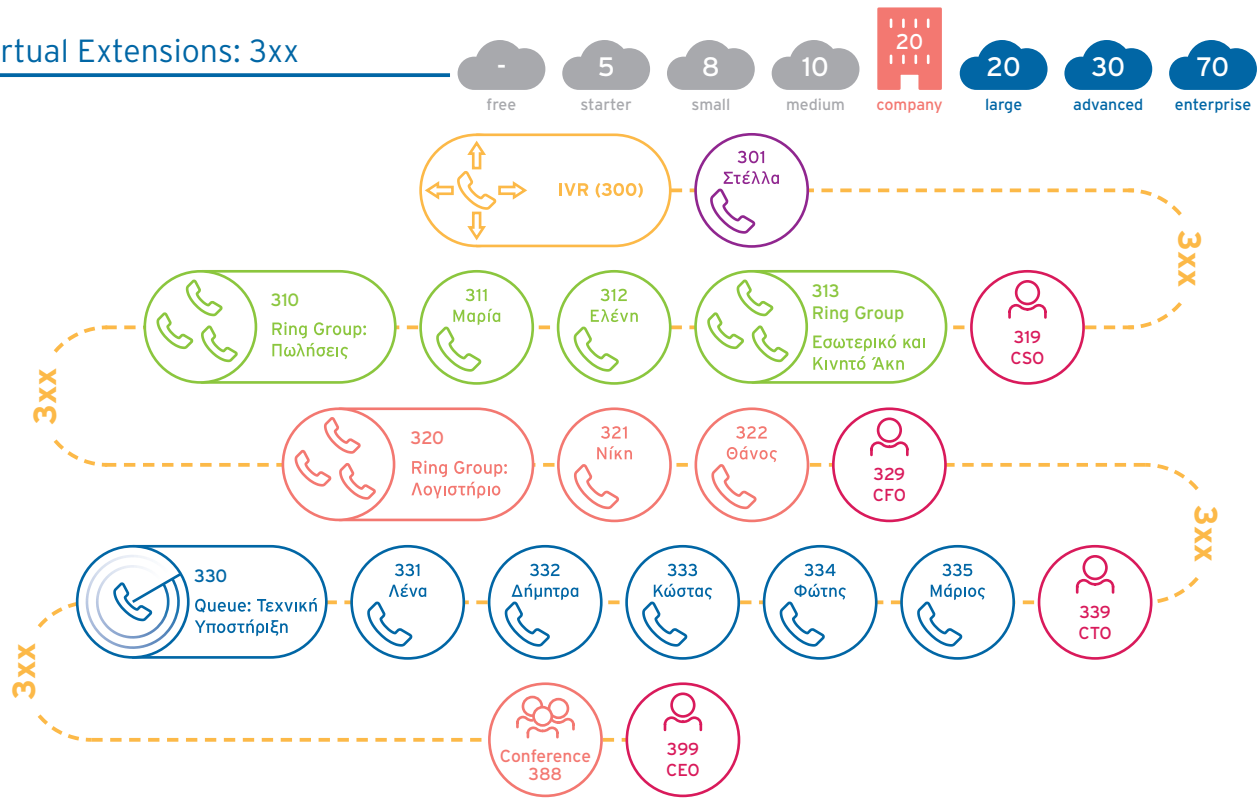 rtual Extensions: 3xx
-
5
8
10
20
20
30
70
free
starter
small
medium
company
large
advanced
enterprise
IVR (300)
301
Στέλλα
3xx
310
Ring Group:
Πωλήσεις
311
Μαρία
312
Ελένη
313
Ring Group
Εσωτερικό και
Κινητό Άκη
319
CSO
3xx
320
Ring Group:
Λογιστήριο
321
Νίκη
322
Θάνος
329
CFO
3xx
330
Queue: Τεχνική
Υποστήριξη
331
Λένα
332
Δήμητρα
333
Κώστας
334
Φώτης
335
Μάριος
339
CTO
3xx
Conference
388
399
CEO